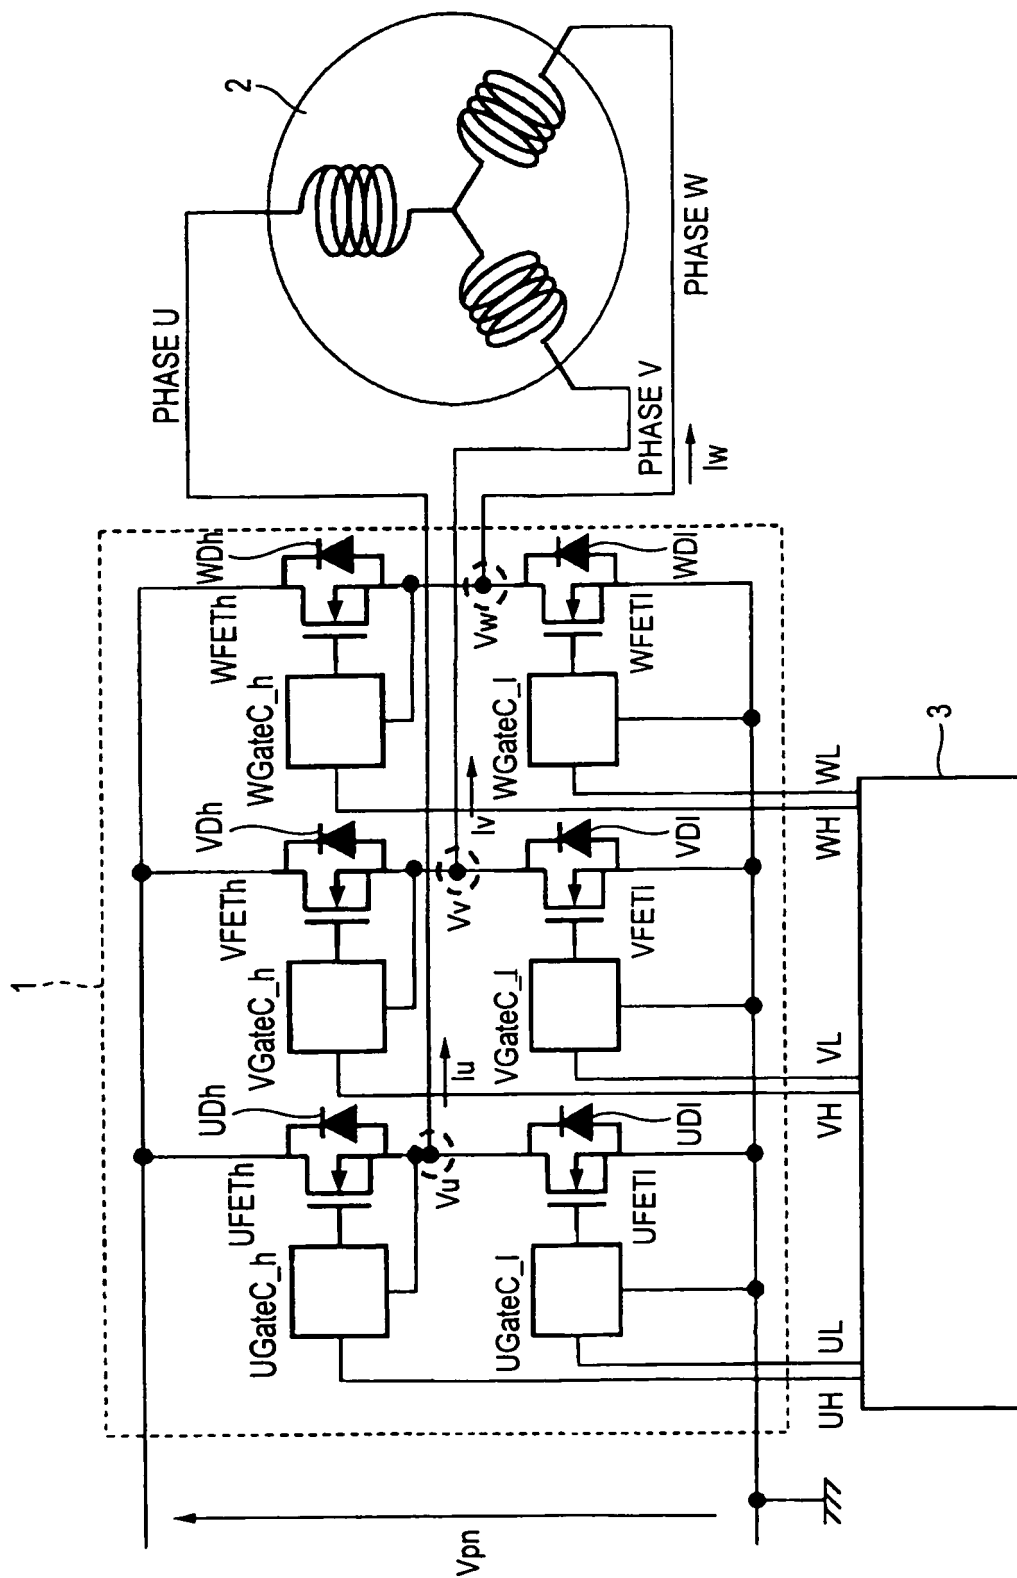 1
2
PHASE U
PHASE V
PHASE W
UDh
VDh
WDh
UFETh
VFETh
WFETh
UGateC_h
VGateC_h
WGateC_h
Vu
Iu
Vv
Iv
Vw
Iw
UDl
VDl
WDl
UFETl
VFETl
WFETl
UGateC_l
VGateC_l
WGateC_l
Vpn
UH
UL
VH
VL
WH
WL
3